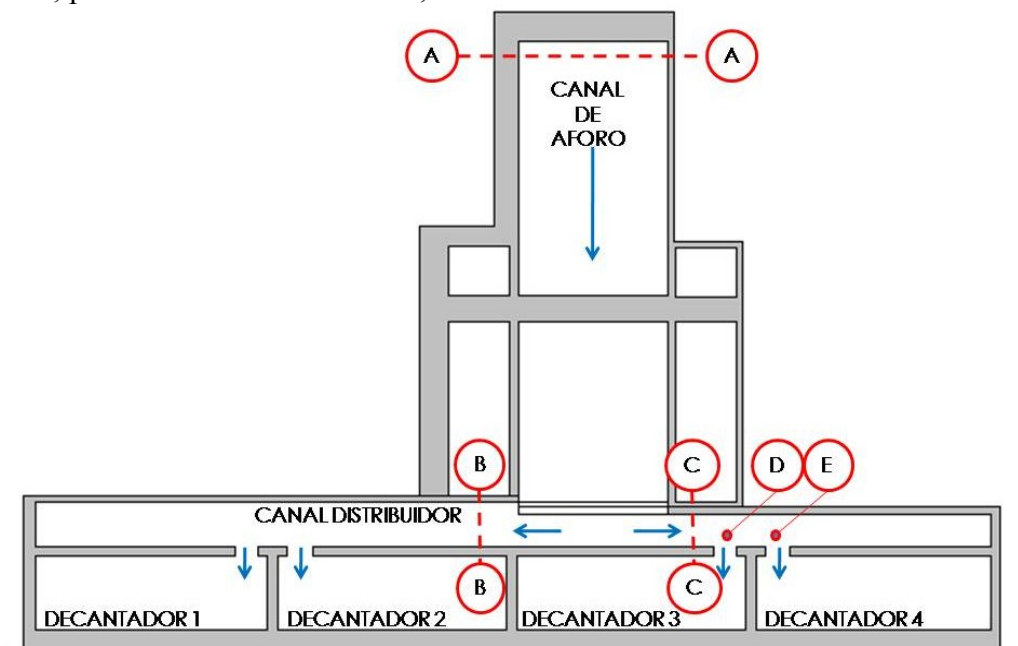 A
A
CANAL
DE
AFORO
B
C
D
E
CANAL DISTRIBUIDOR
B
C
DECANTADOR 1
DECANTADOR 2
DECANTADOR 3
DECANTADOR 4